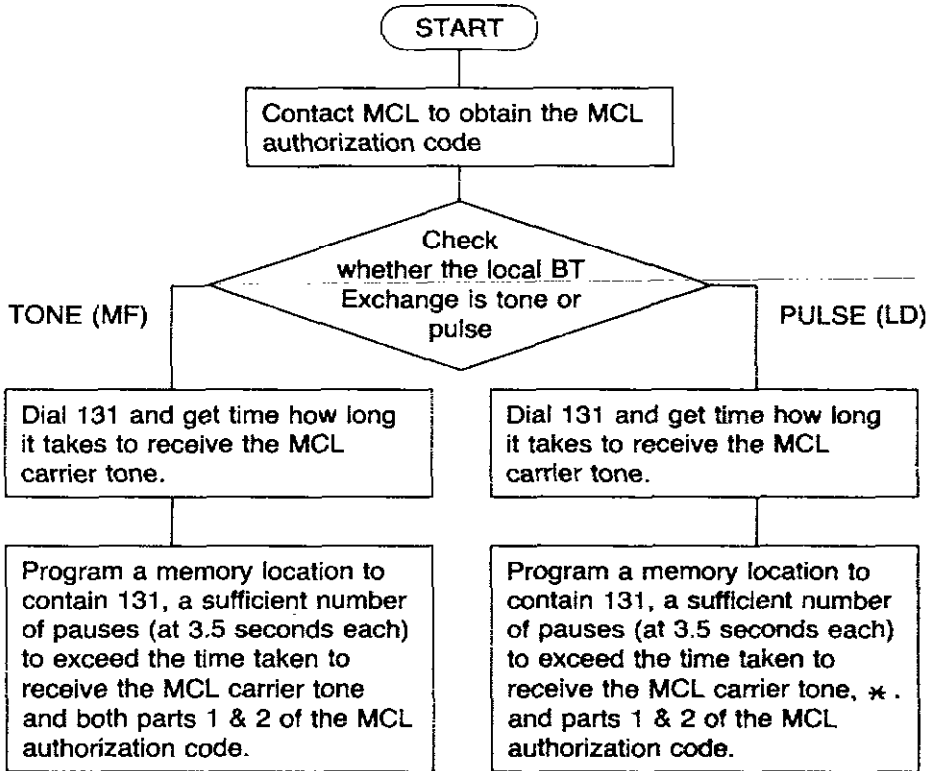 START
Contact MCL to obtain the MCL
authorization code
Check
whether the local BT
Exchange is tone or
pulse
TONE (MF)
PULSE (LD)
Dial 131 and get time how long
it takes to receive the MCL
carrier tone.
Dial 131 and get time how long
it takes to receive the MCL
carrier tone.
Program a memory location to
contain 131, a sufficient number
of pauses (at 3.5 seconds each)
to exceed the time taken to
receive the MCL carrier tone
and both parts 1 & 2 of the MCL
authorization code.
Program a memory location to
contain 131, a sufficient number
of pauses (at 3.5 seconds each)
to exceed the time taken to
receive the MCL carrier tone, * .
and parts 1 & 2 of the MCL
authorization code.